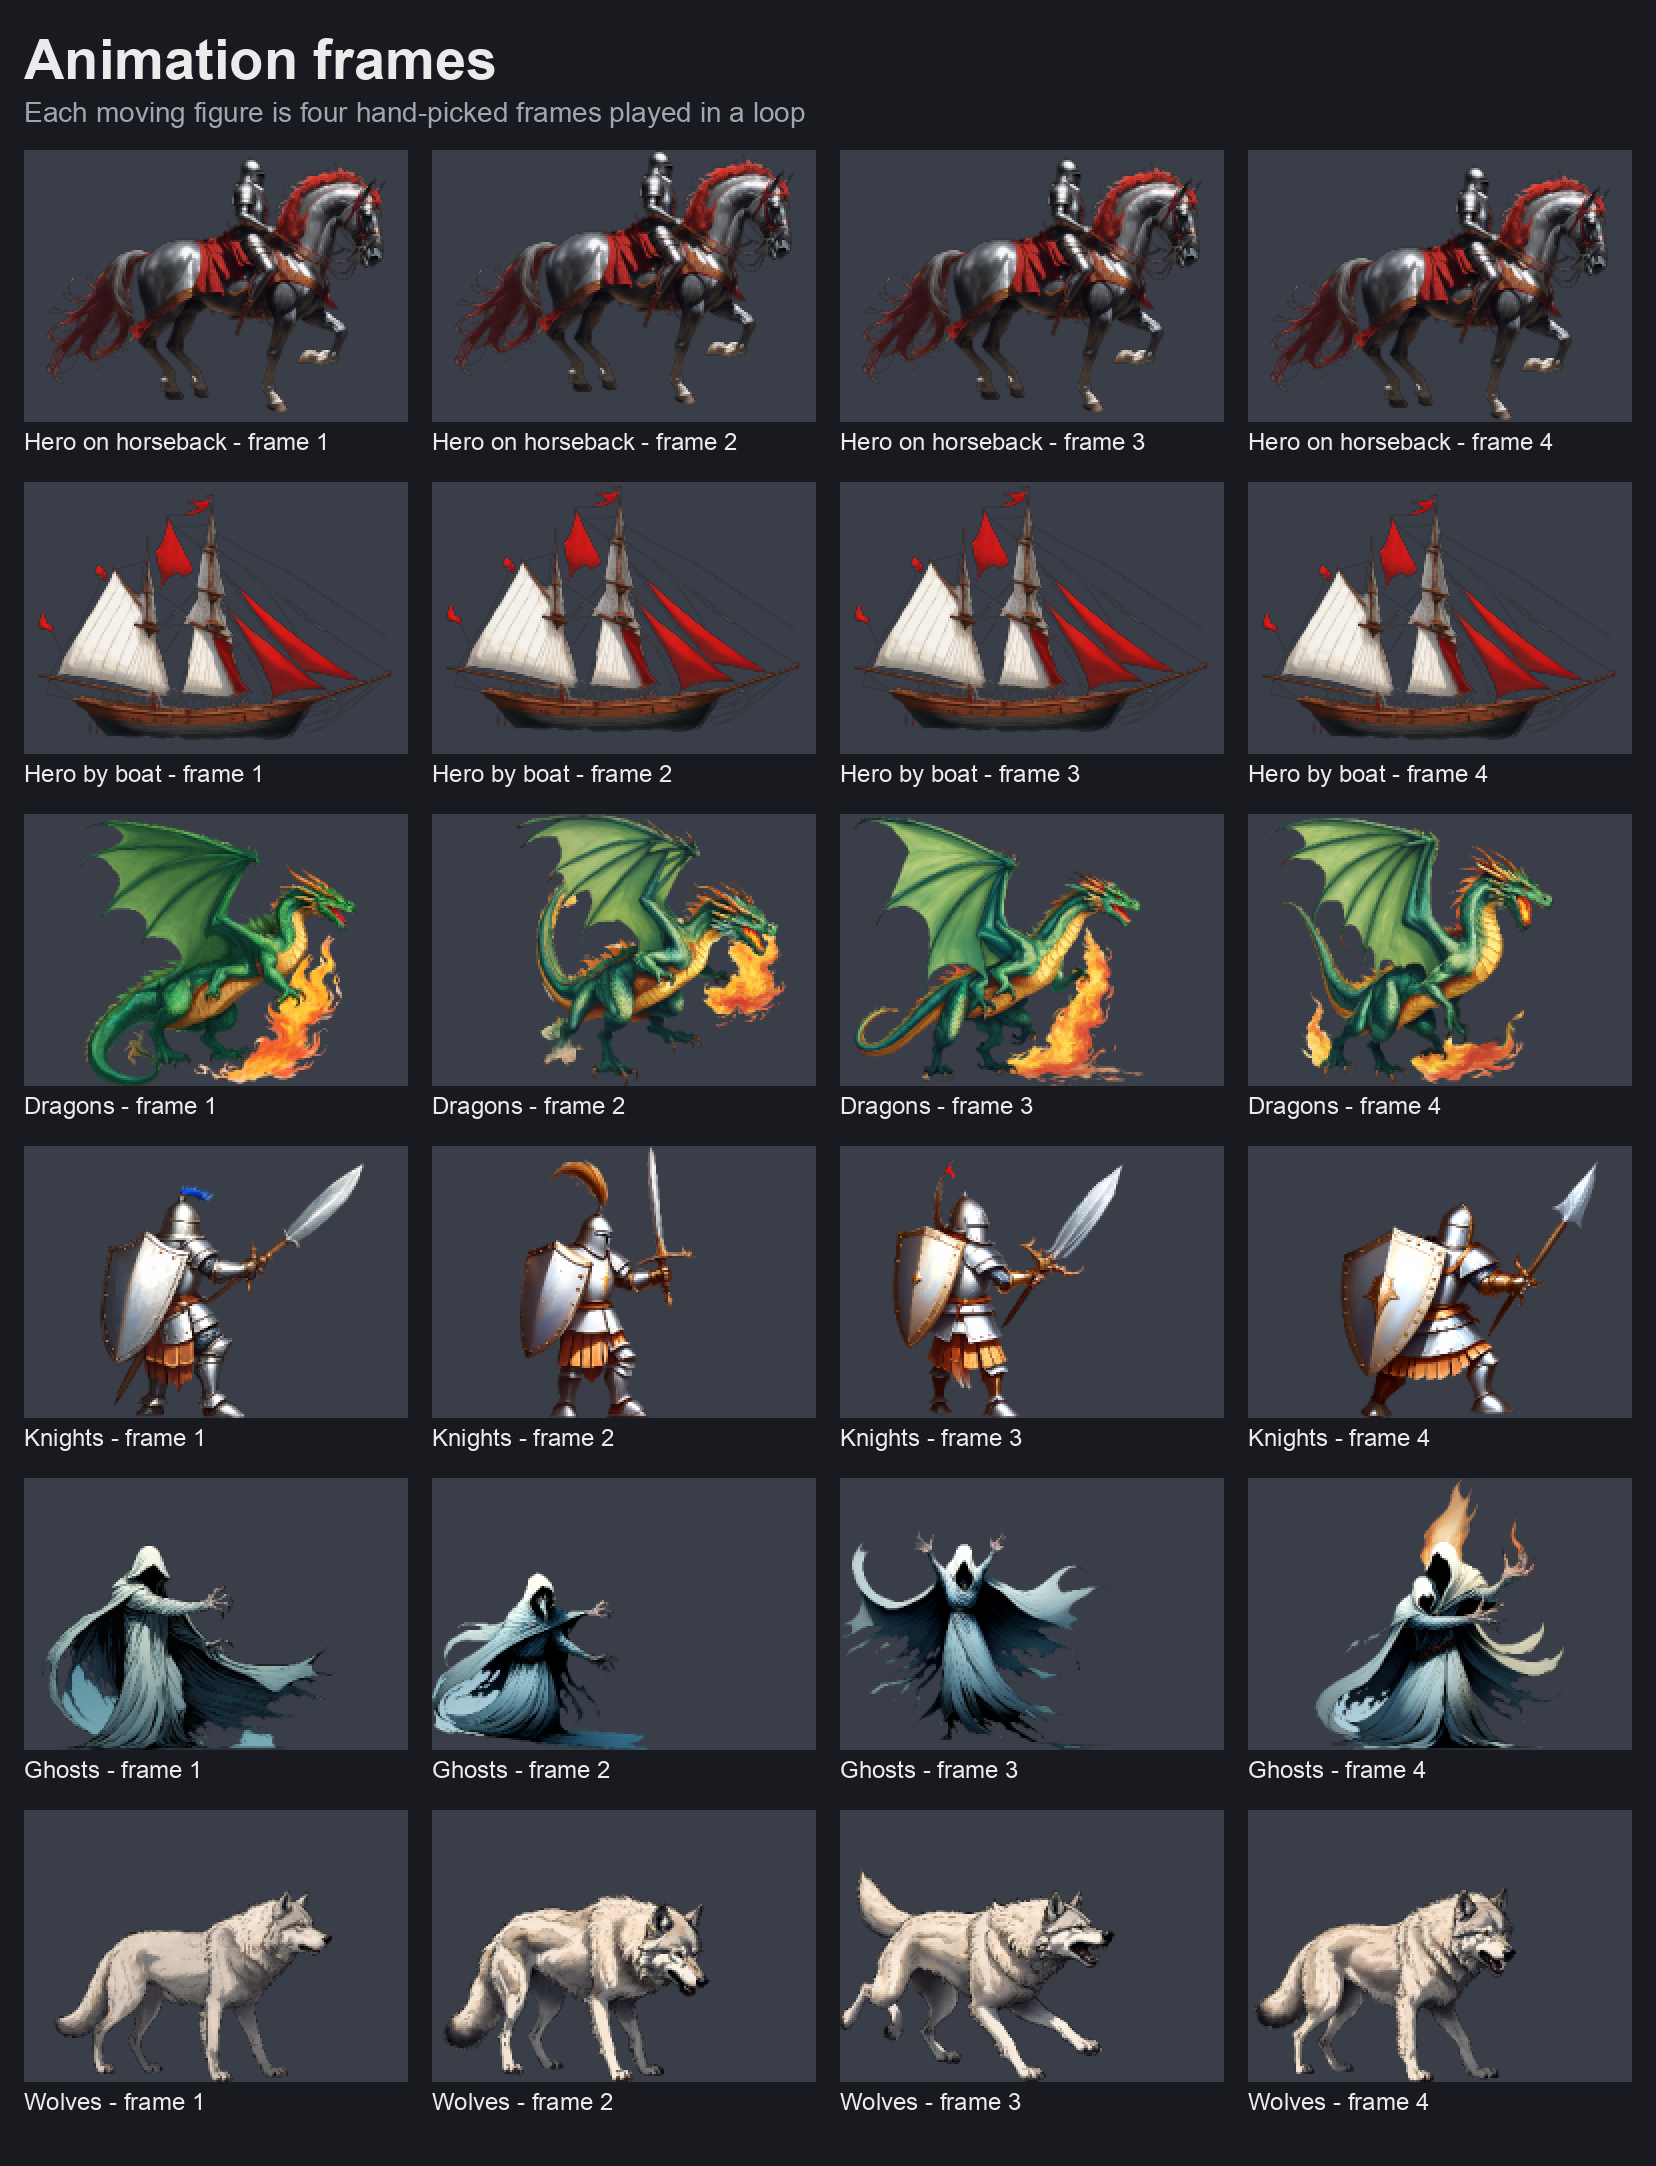 Animation frames
Each moving figure is four hand-picked frames played in a loop
Hero on horseback - frame 1
Hero on horseback - frame 2
Hero on horseback - frame 3
Hero on horseback - frame 4
Hero by boat - frame 1
Hero by boat - frame 2
Hero by boat - frame 3
Hero by boat - frame 4
Dragons - frame 1
Dragons - frame 2
Dragons - frame 3
Dragons - frame 4
Knights - frame 1
Knights - frame 2
Knights - frame 3
Knights - frame 4
Ghosts - frame 1
Ghosts - frame 2
Ghosts - frame 3
Ghosts - frame 4
Wolves - frame 1
Wolves - frame 2
Wolves - frame 3
Wolves - frame 4